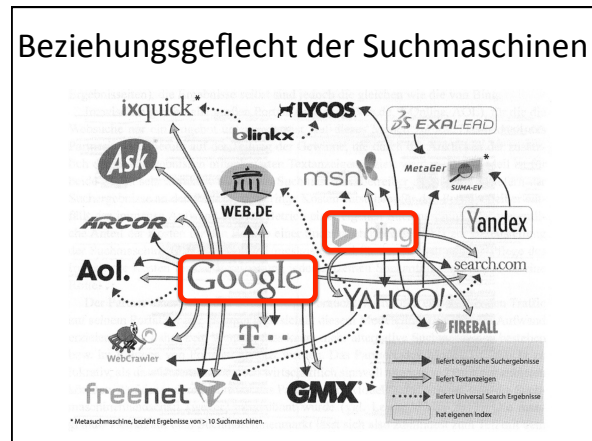 Beziehungsgeflecht der Suchmaschinen
ixquick*
LYCOS
blinkx
EXALEAD
Ask
msn
MetaGer
*
SUMA-EV
WEB.DE
ARCOR
bing
Yandex
Aol.
Google
search.com
YAHOO!
FIREBALL
WebCrawler
T...
freenet
GMX
liefert organische Suchergebnisse
liefert Textanzeigen
liefert Universal Search Ergebnisse
hat eigenen Index
* Metasuchmaschine, bezieht Ergebnisse von > 10 Suchmaschinen.